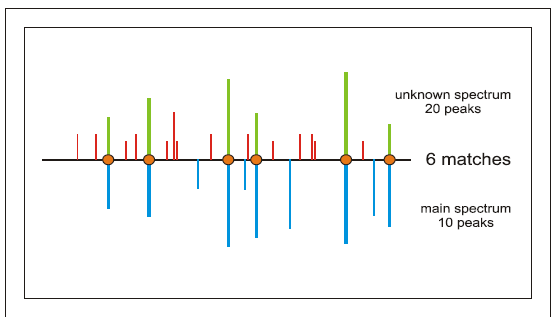 unknown spectrum
20 peaks
6 matches
main spectrum
10 peaks